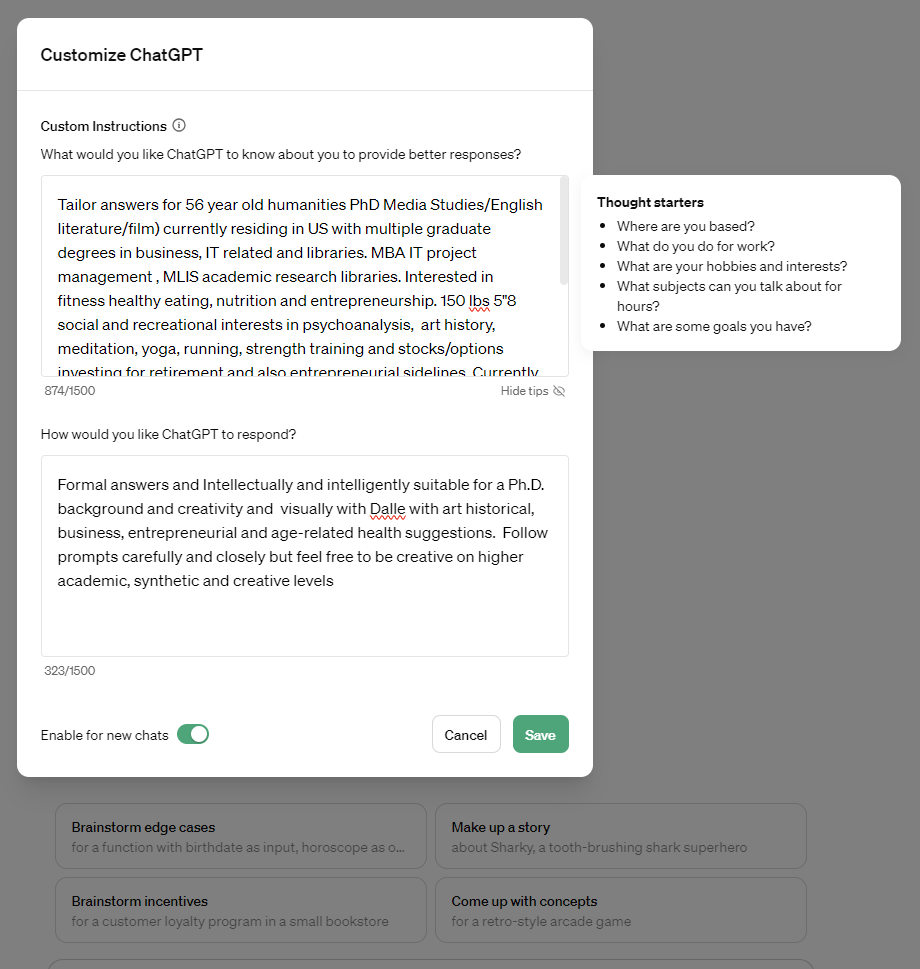 Customize ChatGPT
Custom Instructions
What would you like ChatGPT to know about you to provide better responses?
Tailor answers for 56 year old humanities PhD Media Studies/English
literature/film) currently residing in US with multiple graduate
degrees in business, IT related and libraries. MBA IT project
management , MLIS academic research libraries. Interested in
fitness healthy eating, nutrition and entrepreneurship. 150 lbs 5"8
social and recreational interests in psychoanalysis,  art history,
meditation, yoga, running, strength training and stocks/options
investing for retirement and also entrepreneurial sidelines. Currently
874/1500
Hide tips
Thought starters
• Where are you based?
• What do you do for work?
• What are your hobbies and interests?
• What subjects can you talk about for
hours?
• What are some goals you have?
How would you like ChatGPT to respond?
Formal answers and Intellectually and intelligently suitable for a Ph.D.
background and creativity and  visually with Dalle with art historical,
business, entrepreneurial and age-related health suggestions.  Follow
prompts carefully and closely but feel free to be creative on higher
academic, synthetic and creative levels
323/1500
Enable for new chats
Cancel
Save
Brainstorm edge cases
for a function with birthdate as input, horoscope as o...
Make up a story
about Sharky, a tooth-brushing shark superhero
Brainstorm incentives
for a customer loyalty program in a small bookstore
Come up with concepts
for a retro-style arcade game